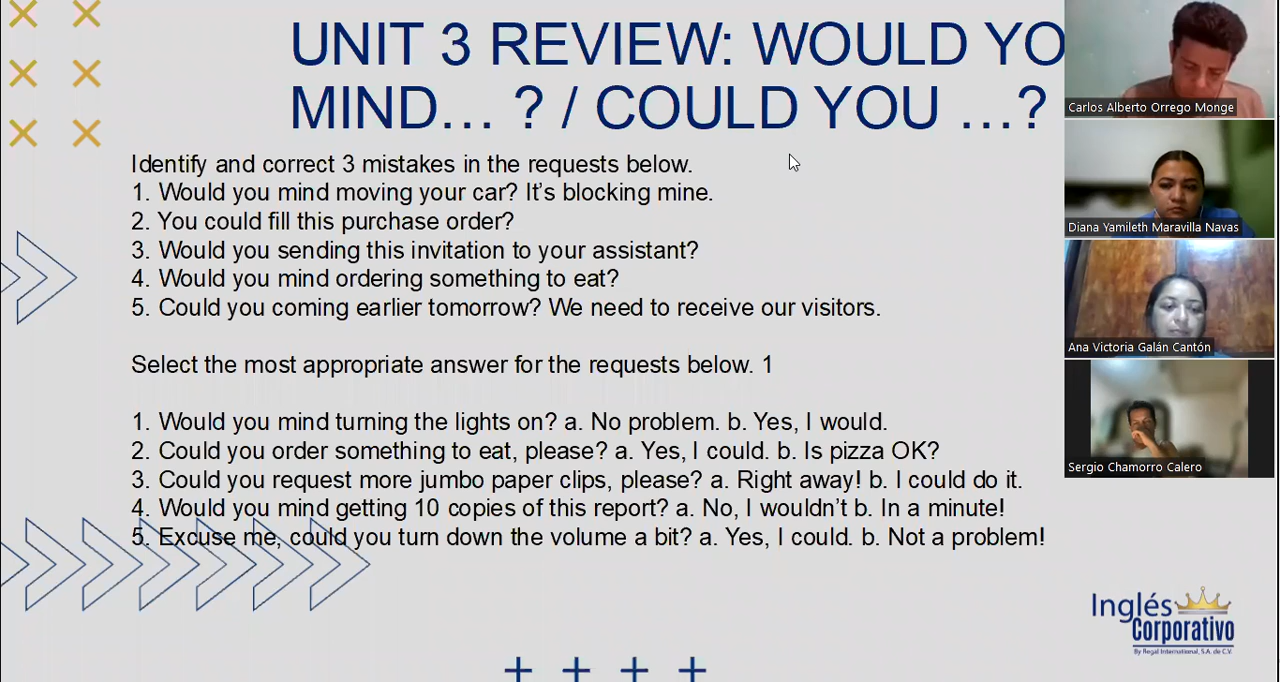 UNIT 3 REVIEW: WOULD YO
MIND… ? / COULD YOU …?
Identify and correct 3 mistakes in the requests below.
1. Would you mind moving your car? It’s blocking mine.
2. You could fill this purchase order?
3. Would you sending this invitation to your assistant?
4. Would you mind ordering something to eat?
5. Could you coming earlier tomorrow? We need to receive our visitors.
Select the most appropriate answer for the requests below. 1
1. Would you mind turning the lights on? a. No problem. b. Yes, I would.
2. Could you order something to eat, please? a. Yes, I could. b. Is pizza OK?
3. Could you request more jumbo paper clips, please? a. Right away! b. I could do it.
4. Would you mind getting 10 copies of this report? a. No, I wouldn’t b. In a minute!
5. Excuse me, could you turn down the volume a bit? a. Yes, I could. b. Not a problem!
Carlos Alberto Orrego Monge
Diana Yamileth Maravilla Navas
Ana Victoria Galán Cantón
Sergio Chamorro Calero
Inglés
Corporativo
By Regal International, S.A. de C.V.